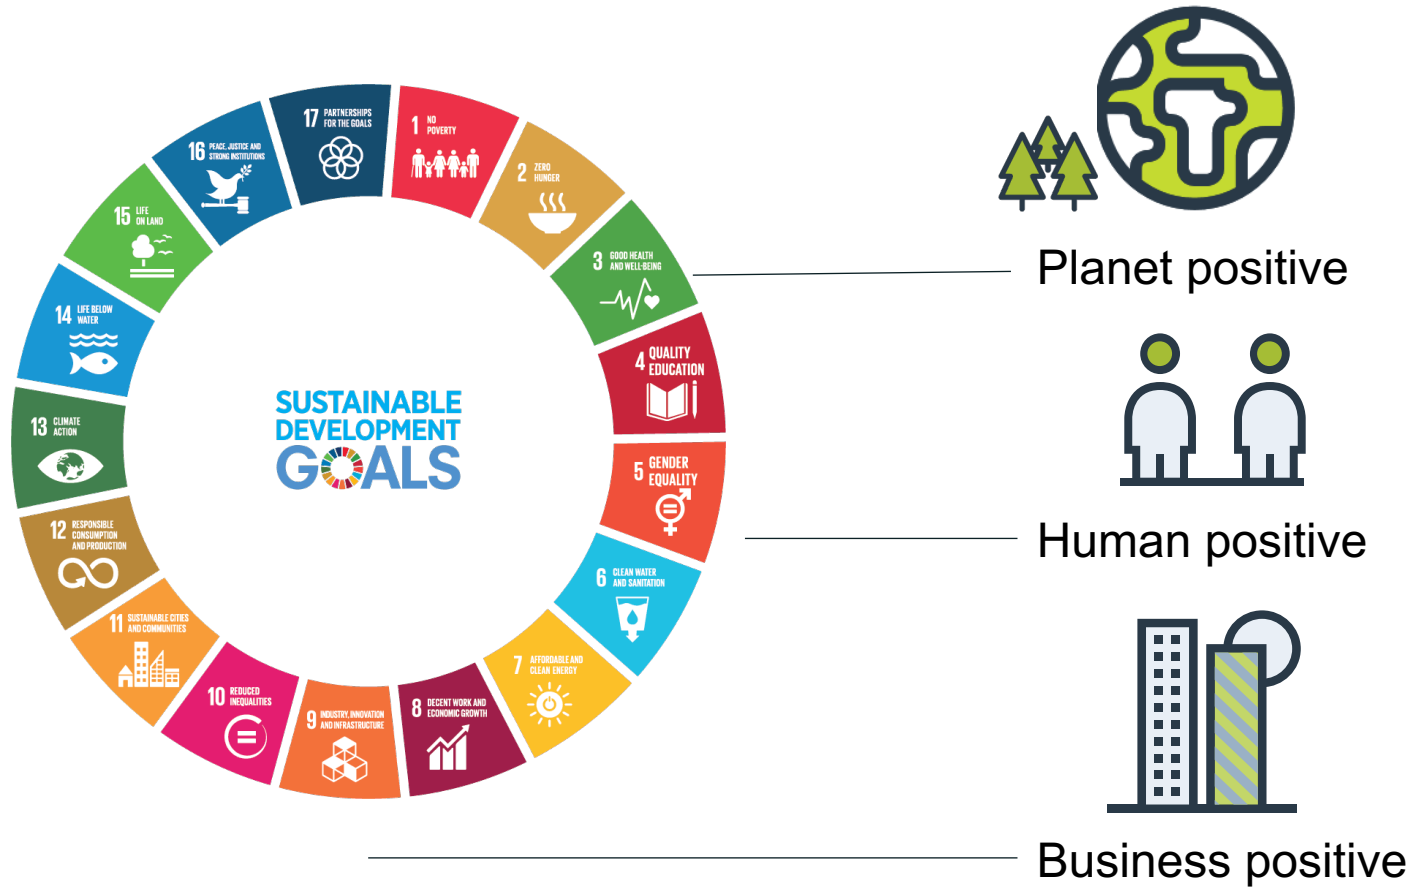 17 PARTNERSHIPS
FOR THE GOALS
1 NO
POVERTY
2 ZERO
HUNGER
3 GOOD HEALTH
AND WELL-BEING
4 QUALITY
EDUCATION
5 GENDER
EQUALITY
6 CLEAN WATER
AND SANITATION
7 AFFORDABLE AND
CLEAN ENERGY
8 DECENT WORK AND
ECONOMIC GROWTH
9 INDUSTRY, INNOVATION
AND INFRASTRUCTURE
10 REDUCED
INEQUALITIES
11 SUSTAINABLE CITIES
AND COMMUNITIES
12 RESPONSIBLE
CONSUMPTION
AND PRODUCTION
13 CLIMATE
ACTION
14 LIFE BELOW
WATER
15 LIFE
ON LAND
16 PEACE, JUSTICE AND
STRONG INSTITUTIONS
SUSTAINABLE
DEVELOPMENT
GOALS
Planet positive
Human positive
Business positive